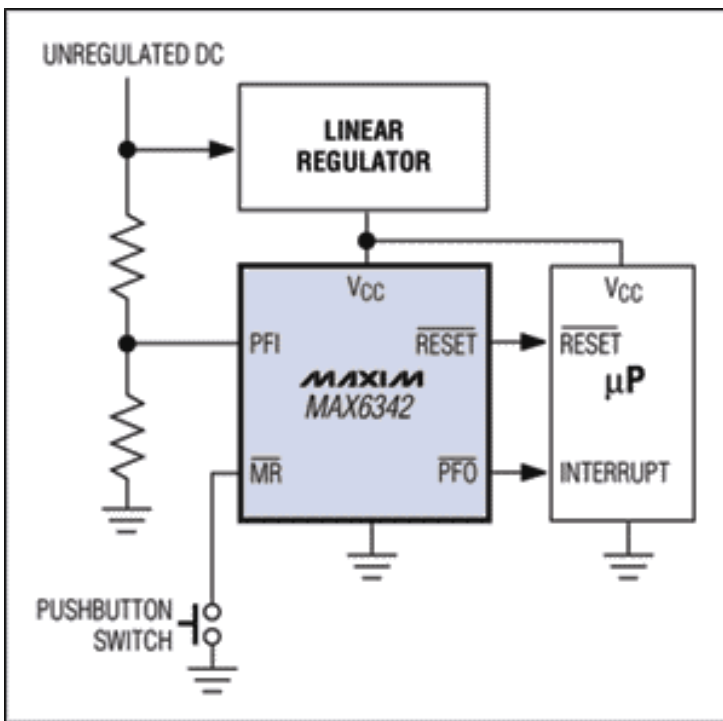 UNREGULATED DC
LINEAR
REGULATOR
VCC
VCC
PFI
RESET
RESET
MAXIM
MAX6342
µP
MR
PFO
INTERRUPT
PUSHBUTTON
SWITCH